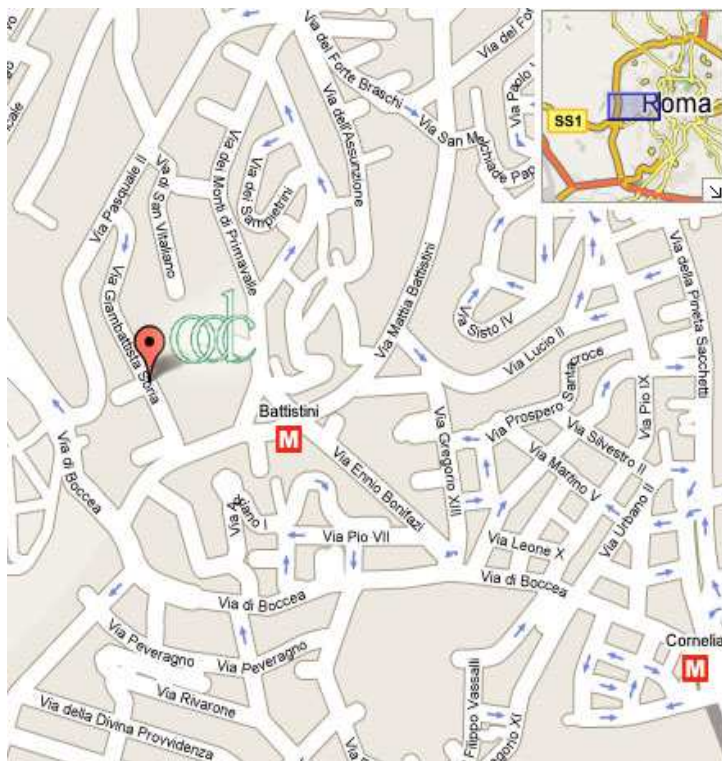 Via del Forte Braschi
Via del For
Via Paolo
Roma
SS1
Via dell'Assunzione
Via San Melchiade Pap
Via Pasquale II
Via di San Vitaliano
Via dei Monti di Primavalle
Via dei Sampietrini
Via Giambattista Soria
Via Mattia Battistini
Via Sisto IV
Via della Pineta Sacchetti
Via Lucio II
Via Prospero Santacroce
Via Pio IX
Battistini
M
Via Gregorio XIII
Via Silvestro II
Via Martino V
Via di Boccea
Via Ennio Bonifazi
Via Urbano II
Via Pio VII
Via Leone X
Via di Boccea
Via di Boccea
Cornelia
M
Via Peveragno
Via Peveragno
Via Rivarone
Filippo Vassalli
egorio XI
Via della Divina Provvidenza